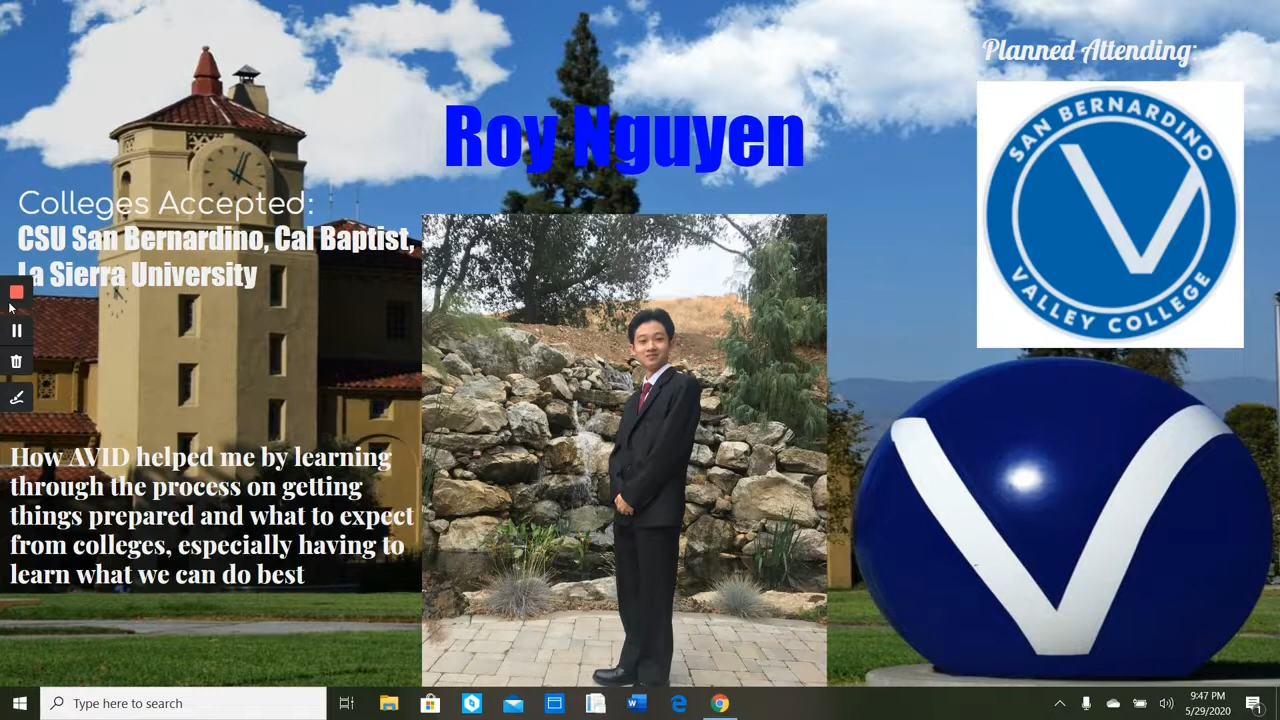 Planned Attending:
SAN BERNARDINO
VALLEY COLLEGE
Roy Nguyen
Colleges Accepted:
CSU San Bernardino, Cal Baptist,
La Sierra University
How AVID helped me by learning
through the process on getting
things prepared and what to expect
from colleges, especially having to
learn what we can do best
Type here to search
9:47 PM
5/29/2020
1